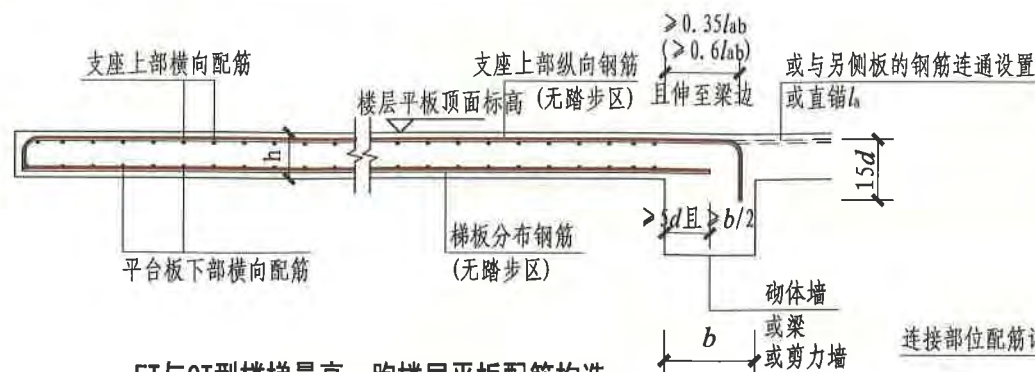 ≥0.35lab
(≥0.6lab)
且伸至梁边
支座上部横向配筋
支座上部纵向钢筋
(无踏步区)
楼层平板顶面标高
或与另侧板的钢筋连通设置
或直锚la
h
15d
≥5d且≥b/2
梯板分布钢筋
(无踏步区)
平台板下部横向配筋
砌体墙
或梁
或剪力墙
b
连接部位配筋